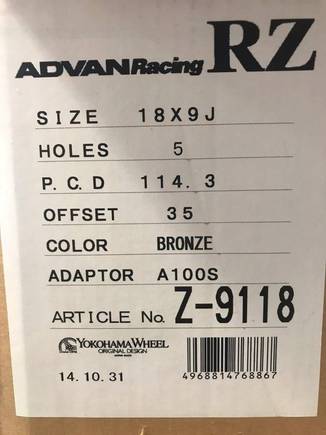 ADVAN Racing RZ
SIZE 18X9J
HOLES 5
P.C.D 114.3
OFFSET 35
COLOR BRONZE
ADAPTOR A100S
ARTICLE No. Z-9118
YOKOHAMA WHEEL
ORIGINAL DESIGN
14.10.31 4968814768867